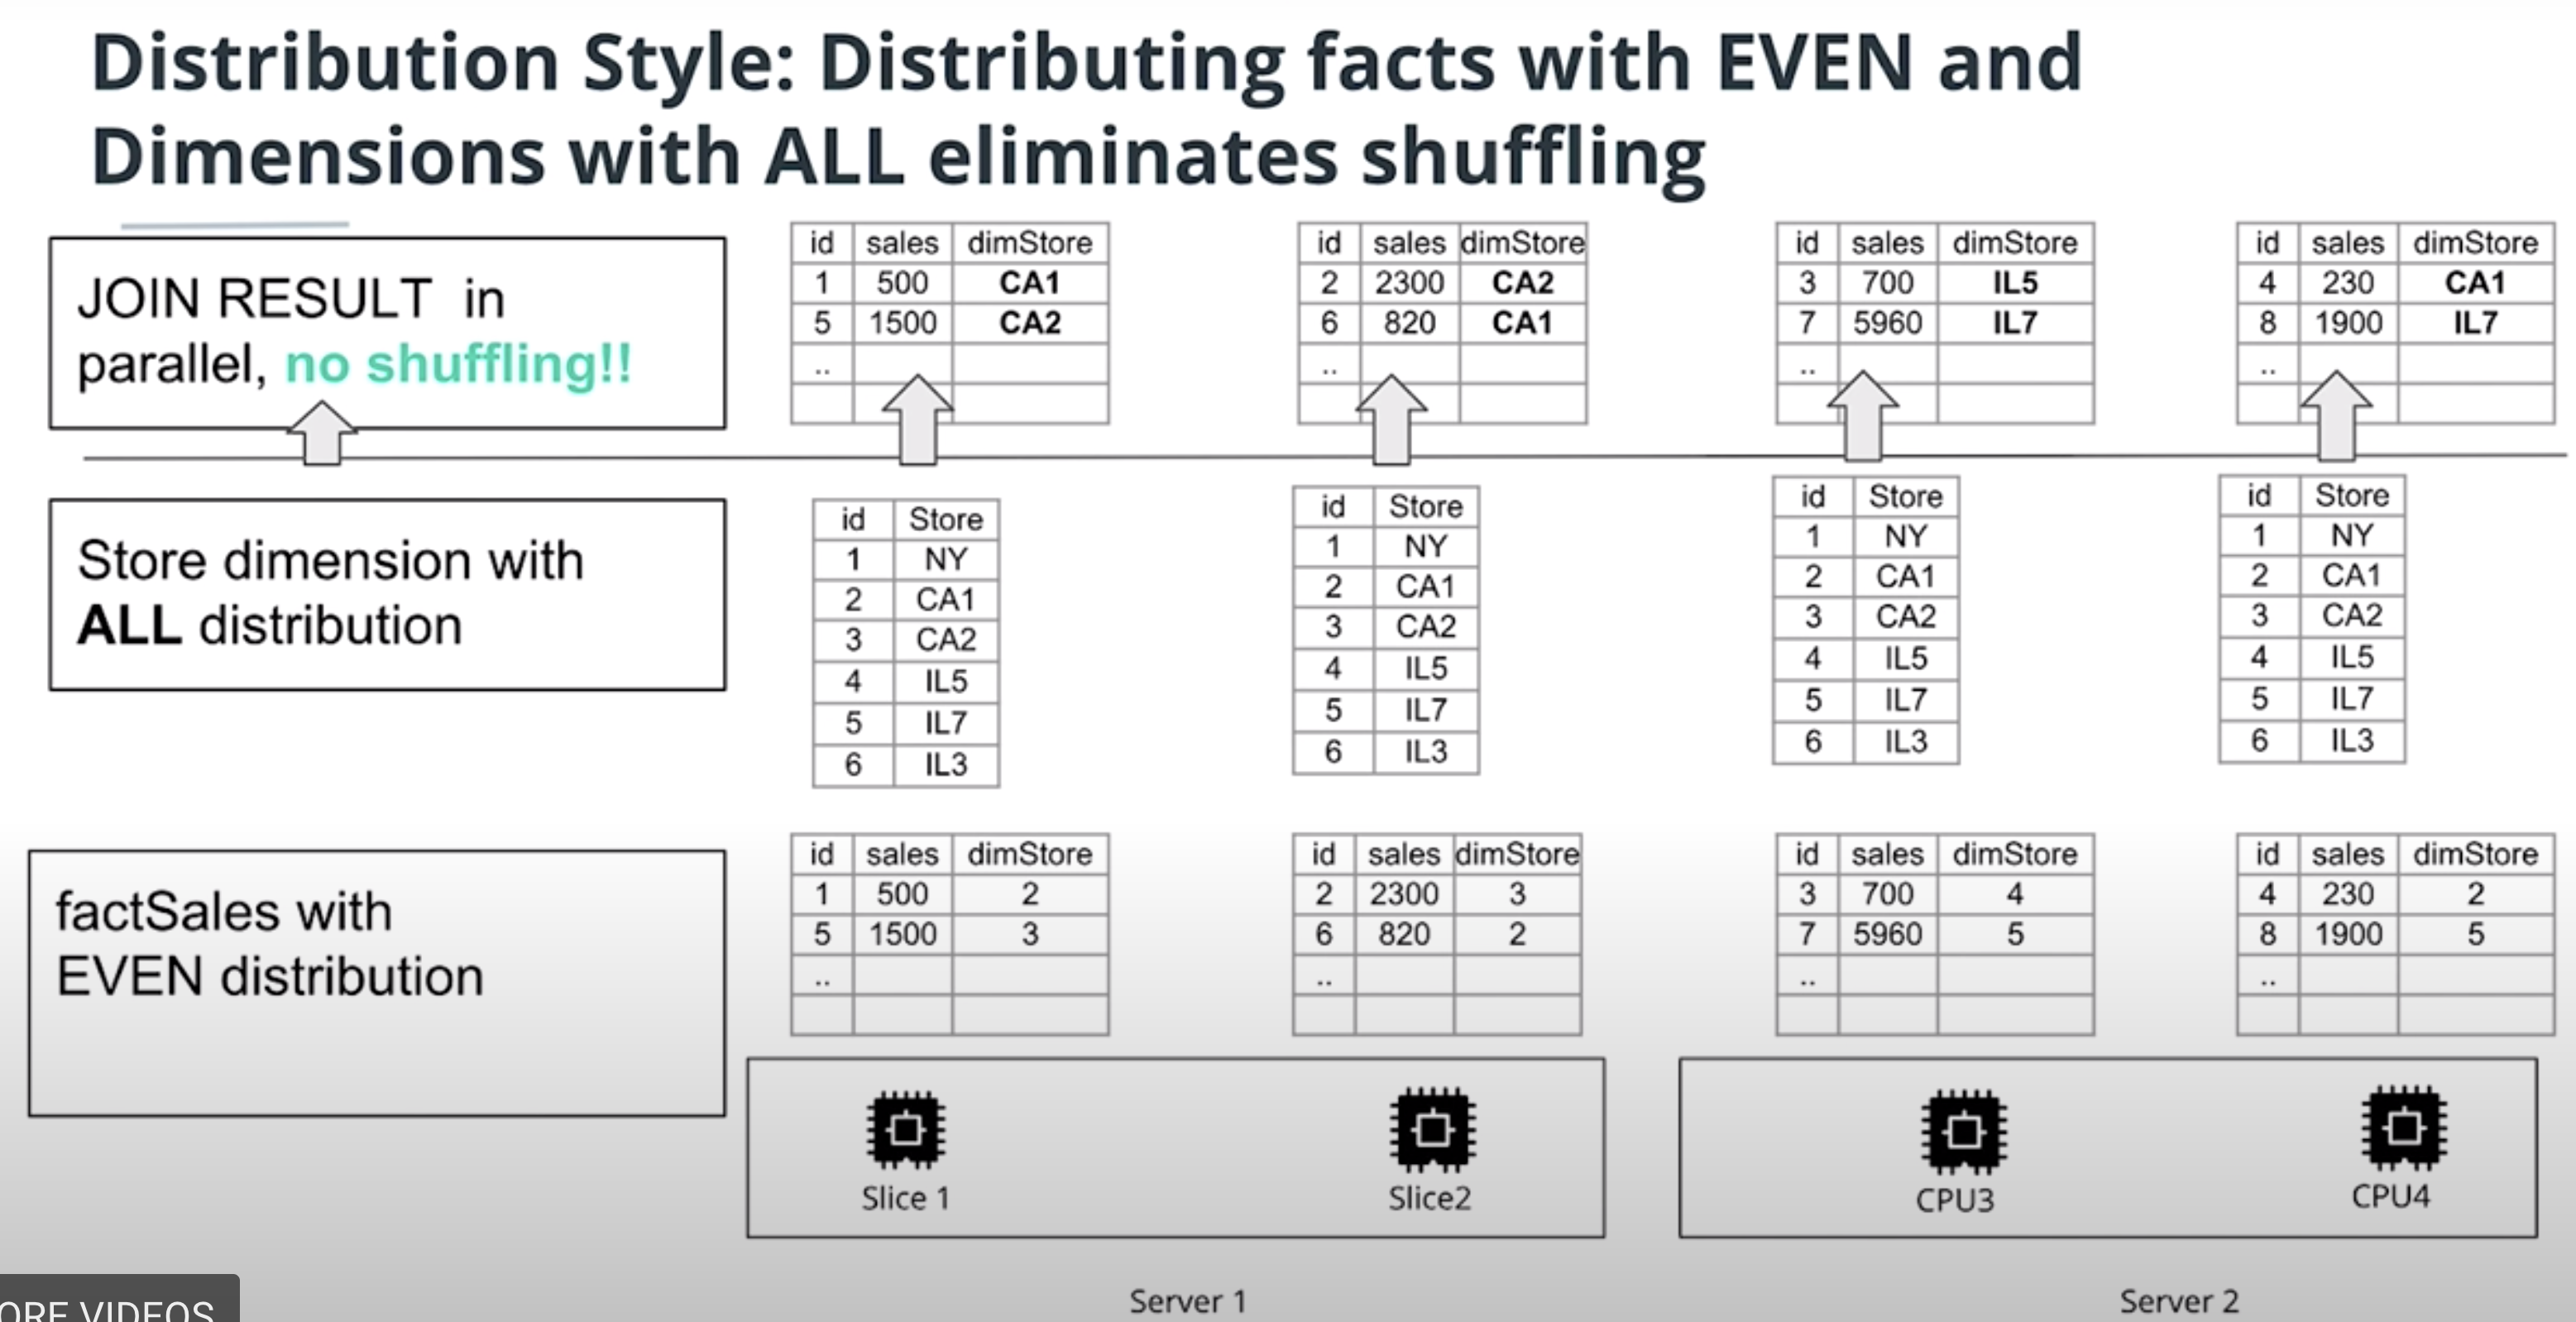 Distribution Style: Distributing facts with EVEN and
Dimensions with ALL eliminates shuffling
JOIN RESULT in
parallel, no shuffling!!
id sales dimStore
1 500 CA1
5 1500 CA2
..
id sales dimStore
2 2300 CA2
6 820 CA1
..
id sales dimStore
3 700 IL5
7 5960 IL7
..
id sales dimStore
4 230 CA1
8 1900 IL7
..
Store dimension with
ALL distribution
id Store
1 NY
2 CA1
3 CA2
4 IL5
5 IL7
6 IL3
id Store
1 NY
2 CA1
3 CA2
4 IL5
5 IL7
6 IL3
id Store
1 NY
2 CA1
3 CA2
4 IL5
5 IL7
6 IL3
id Store
1 NY
2 CA1
3 CA2
4 IL5
5 IL7
6 IL3
factSales with
EVEN distribution
id sales dimStore
1 500 2
5 1500 3
..
id sales dimStore
2 2300 3
6 820 2
..
id sales dimStore
3 700 4
7 5960 5
..
id sales dimStore
4 230 2
8 1900 5
..
Slice 1
Slice2
CPU3
CPU4
Server 1
Server 2
ORE VIDEOS